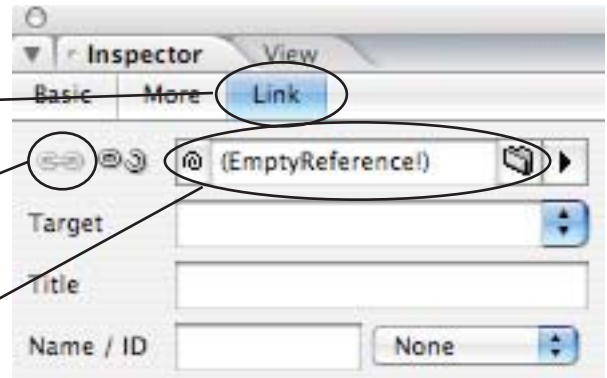 Inspector View
Basic More Link
(EmptyReference!)
Target
Title
Name / ID None